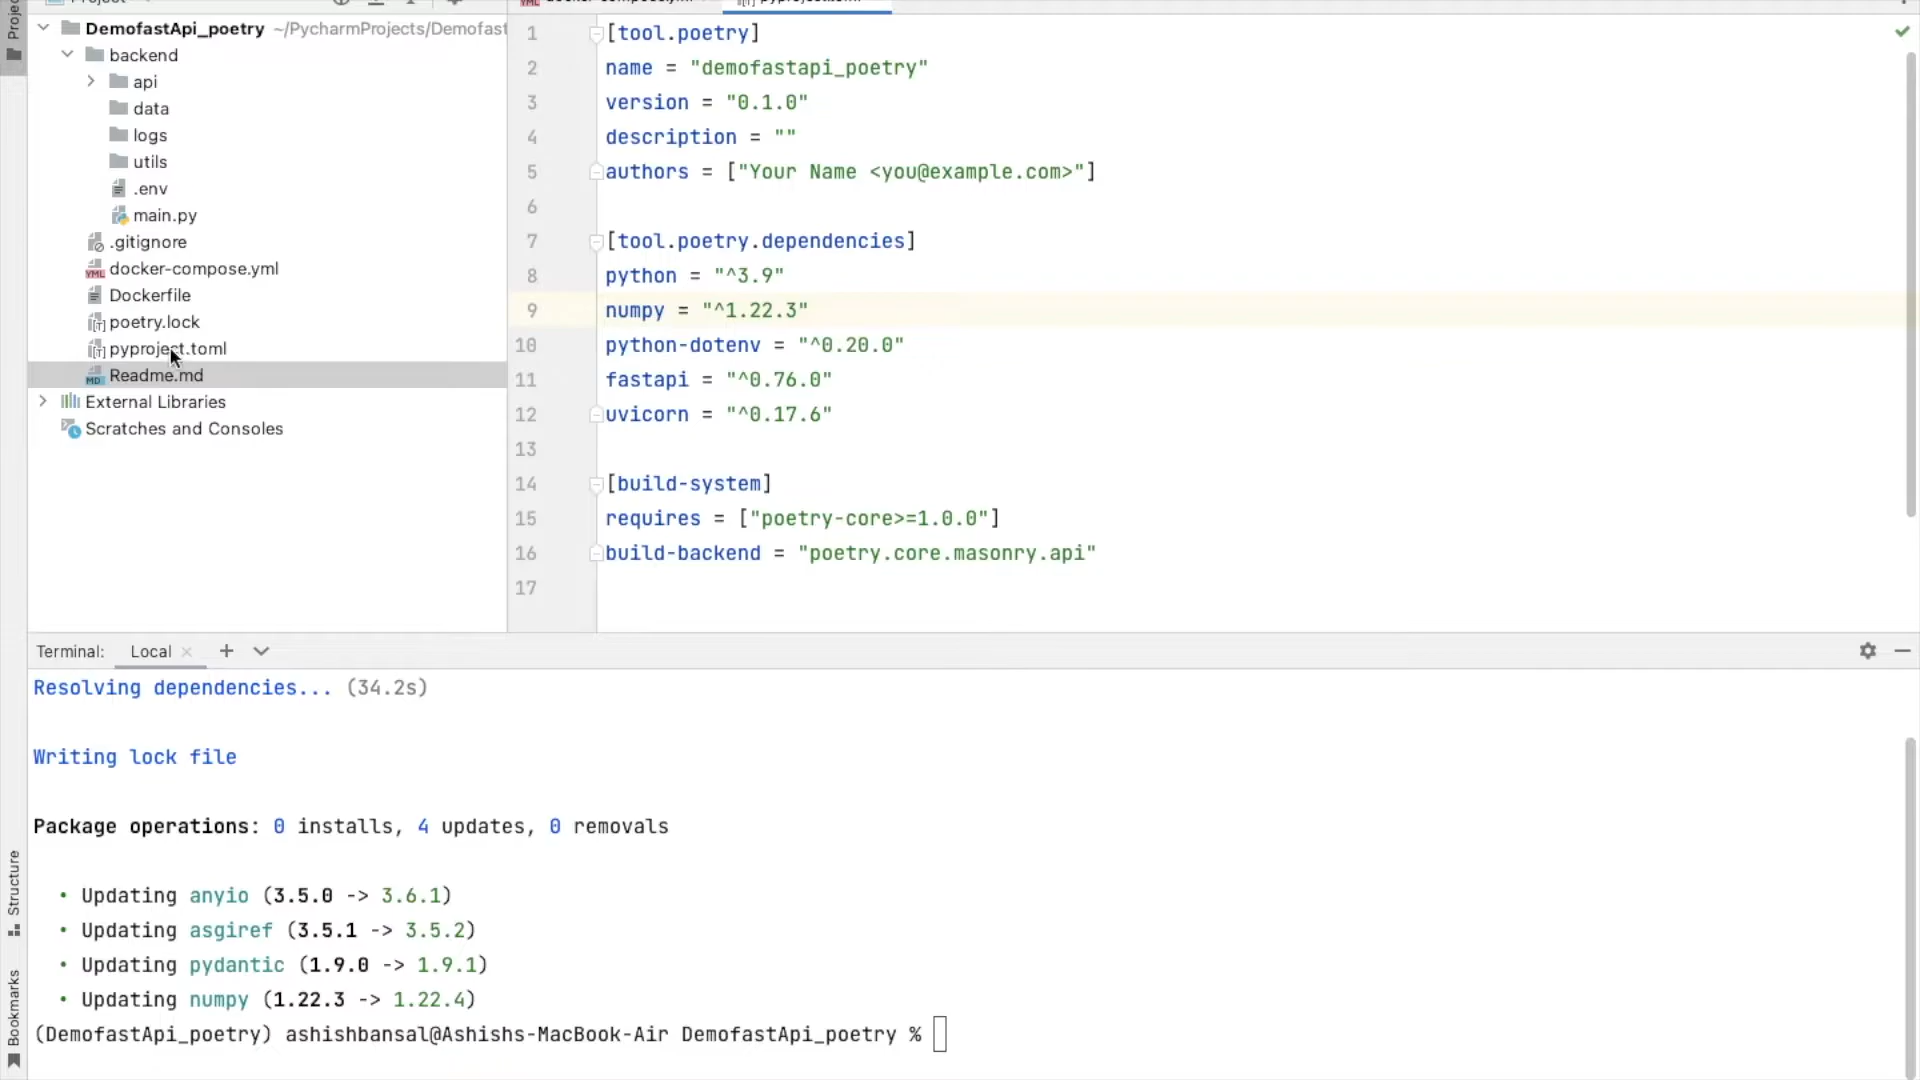 Project
DemofastApi_poetry ~/PycharmProjects/Demofast
backend
api
data
logs
utils
.env
main.py
.gitignore
docker-compose.yml
Dockerfile
poetry.lock
pyproject.toml
Readme.md
External Libraries
Scratches and Consoles
docker-compose.yml
pyproject.toml
1 [tool.poetry]
2 name = "demofastapi_poetry"
3 version = "0.1.0"
4 description = ""
5 authors = ["Your Name <you@example.com>"]
6
7 [tool.poetry.dependencies]
8 python = "^3.9"
9 numpy = "^1.22.3"
10 python-dotenv = "^0.20.0"
11 fastapi = "^0.76.0"
12 uvicorn = "^0.17.6"
13
14 [build-system]
15 requires = ["poetry-core>=1.0.0"]
16 build-backend = "poetry.core.masonry.api"
17
Structure
Bookmarks
Terminal: Local
Resolving dependencies... (34.2s)
Writing lock file
Package operations: 0 installs, 4 updates, 0 removals
• Updating anyio (3.5.0 -> 3.6.1)
• Updating asgiref (3.5.1 -> 3.5.2)
• Updating pydantic (1.9.0 -> 1.9.1)
• Updating numpy (1.22.3 -> 1.22.4)
(DemofastApi_poetry) ashishbansal@Ashishs-MacBook-Air DemofastApi_poetry %